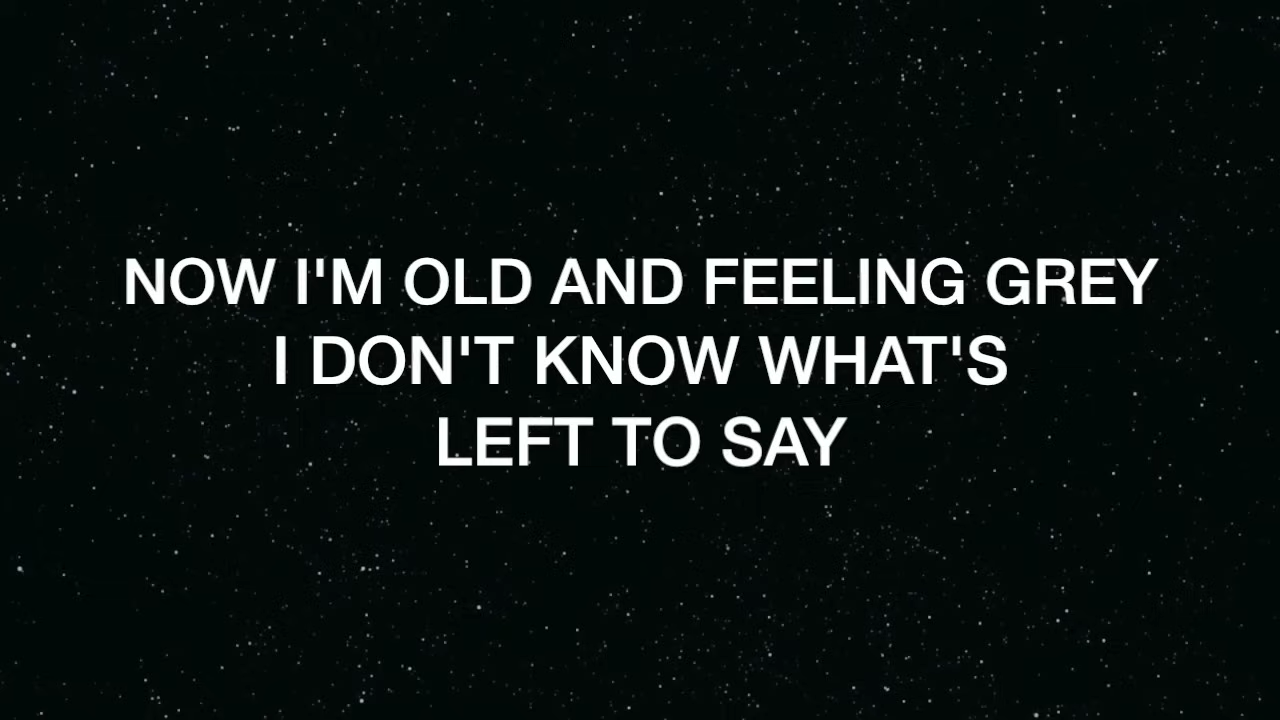 NOW I'M OLD AND FEELING GREY
I DON'T KNOW WHAT'S
LEFT TO SAY